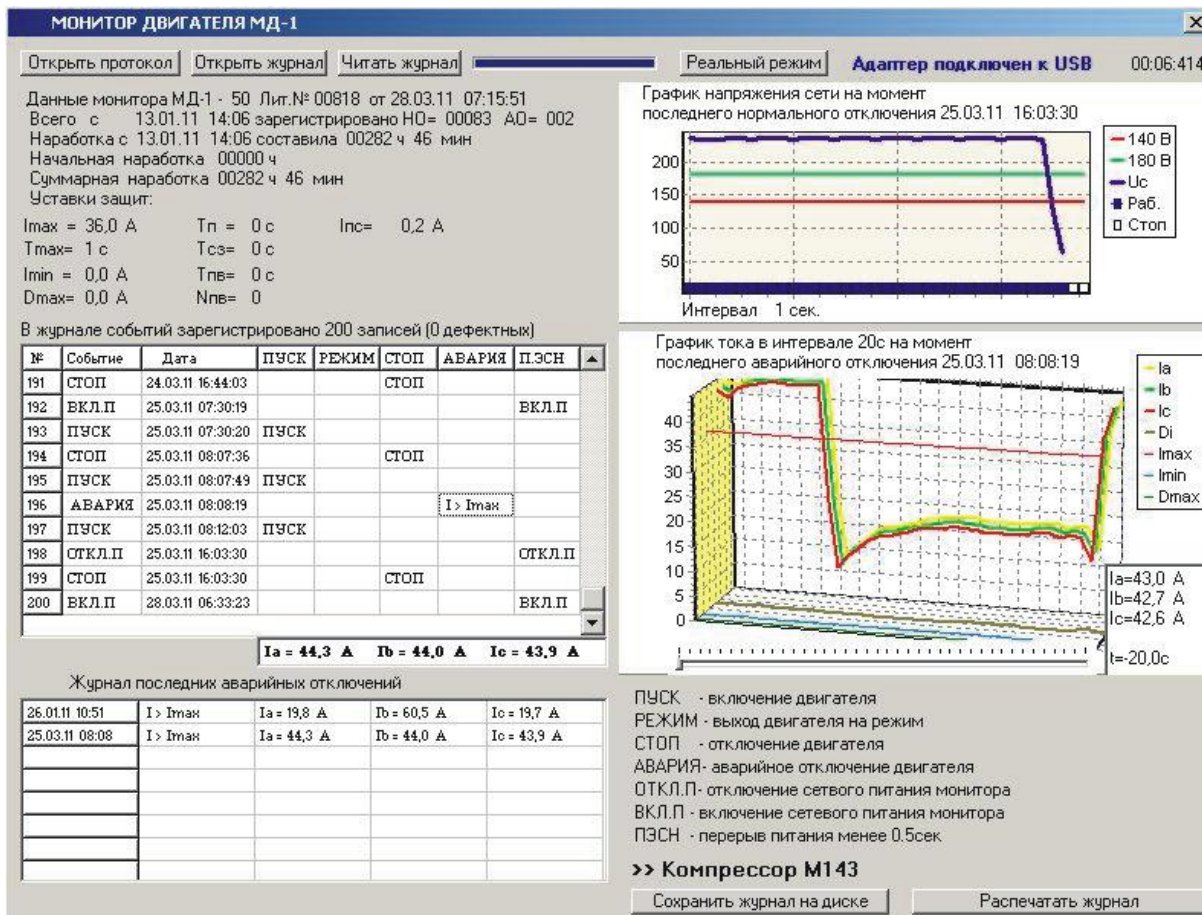 МОНИТОР ДВИГАТЕЛЯ МД-1
Открыть протокол Открыть журнал Читать журнал Реальный режим Адаптер подключен к USB 00:06:414
Данные монитора МД-1 - 50 Лит.№ 00818 от 28.03.11 07:15:51
Всего с 13.01.11 14:06 зарегистрировано НО= 00083 АО= 002
Наработка с 13.01.11 14:06 составила 00282 ч 46 мин
Начальная наработка 00000 ч
Суммарная наработка 00282 ч 46 мин
Уставки защит:
Imax = 36,0 А Тп = 0 с Iпс= 0,2 А
Tmax= 1 с Тсз= 0 с
Imin = 0,0 А Тпв= 0 с
Dmax= 0,0 А Nпв= 0
В журнале событий зарегистрировано 200 записей (0 дефектных)
№ Событие Дата ПУСК РЕЖИМ СТОП АВАРИЯ П.ЭСН
191 СТОП 24.03.11 16:44:03 СТОП
192 ВКЛ.П 25.03.11 07:30:19 ВКЛ.П
193 ПУСК 25.03.11 07:30:20 ПУСК
194 СТОП 25.03.11 08:07:36 СТОП
195 ПУСК 25.03.11 08:07:49 ПУСК
196 АВАРИЯ 25.03.11 08:08:19 I > Imax
197 ПУСК 25.03.11 08:12:03 ПУСК
198 ОТКЛ.П 25.03.11 16:03:30 ОТКЛ.П
199 СТОП 25.03.11 16:03:30 СТОП
200 ВКЛ.П 28.03.11 06:33:23 ВКЛ.П
Ia = 44,3 А Ib = 44,0 А Ic = 43,9 А
Журнал последних аварийных отключений
26.01.11 10:51 I > Imax Ia = 19,8 А Ib = 60,5 А Ic = 19,7 А
25.03.11 08:08 I > Imax Ia = 44,3 А Ib = 44,0 А Ic = 43,9 А
График напряжения сети на момент
последнего нормального отключения 25.03.11 16:03:30
200
150
100
50
140 В
180 В
Uc
Раб.
Стоп
Интервал 1 сек.
График тока в интервале 20с на момент
последнего аварийного отключения 25.03.11 08:08:19
40
35
30
25
20
15
10
5
0
Ia
Ib
Ic
Di
Imax
Imin
Dmax
Ia=43,0 А
Ib=42,7 А
Ic=42,6 А
t=-20,0с
ПУСК - включение двигателя
РЕЖИМ - выход двигателя на режим
СТОП - отключение двигателя
АВАРИЯ- аварийное отключение двигателя
ОТКЛ.П- отключение сетвого питания монитора
ВКЛ.П - включение сетевого питания монитора
ПЭСН - перерыв питания менее 0.5сек
>> Компрессор М143
Сохранить журнал на диске Распечатать журнал